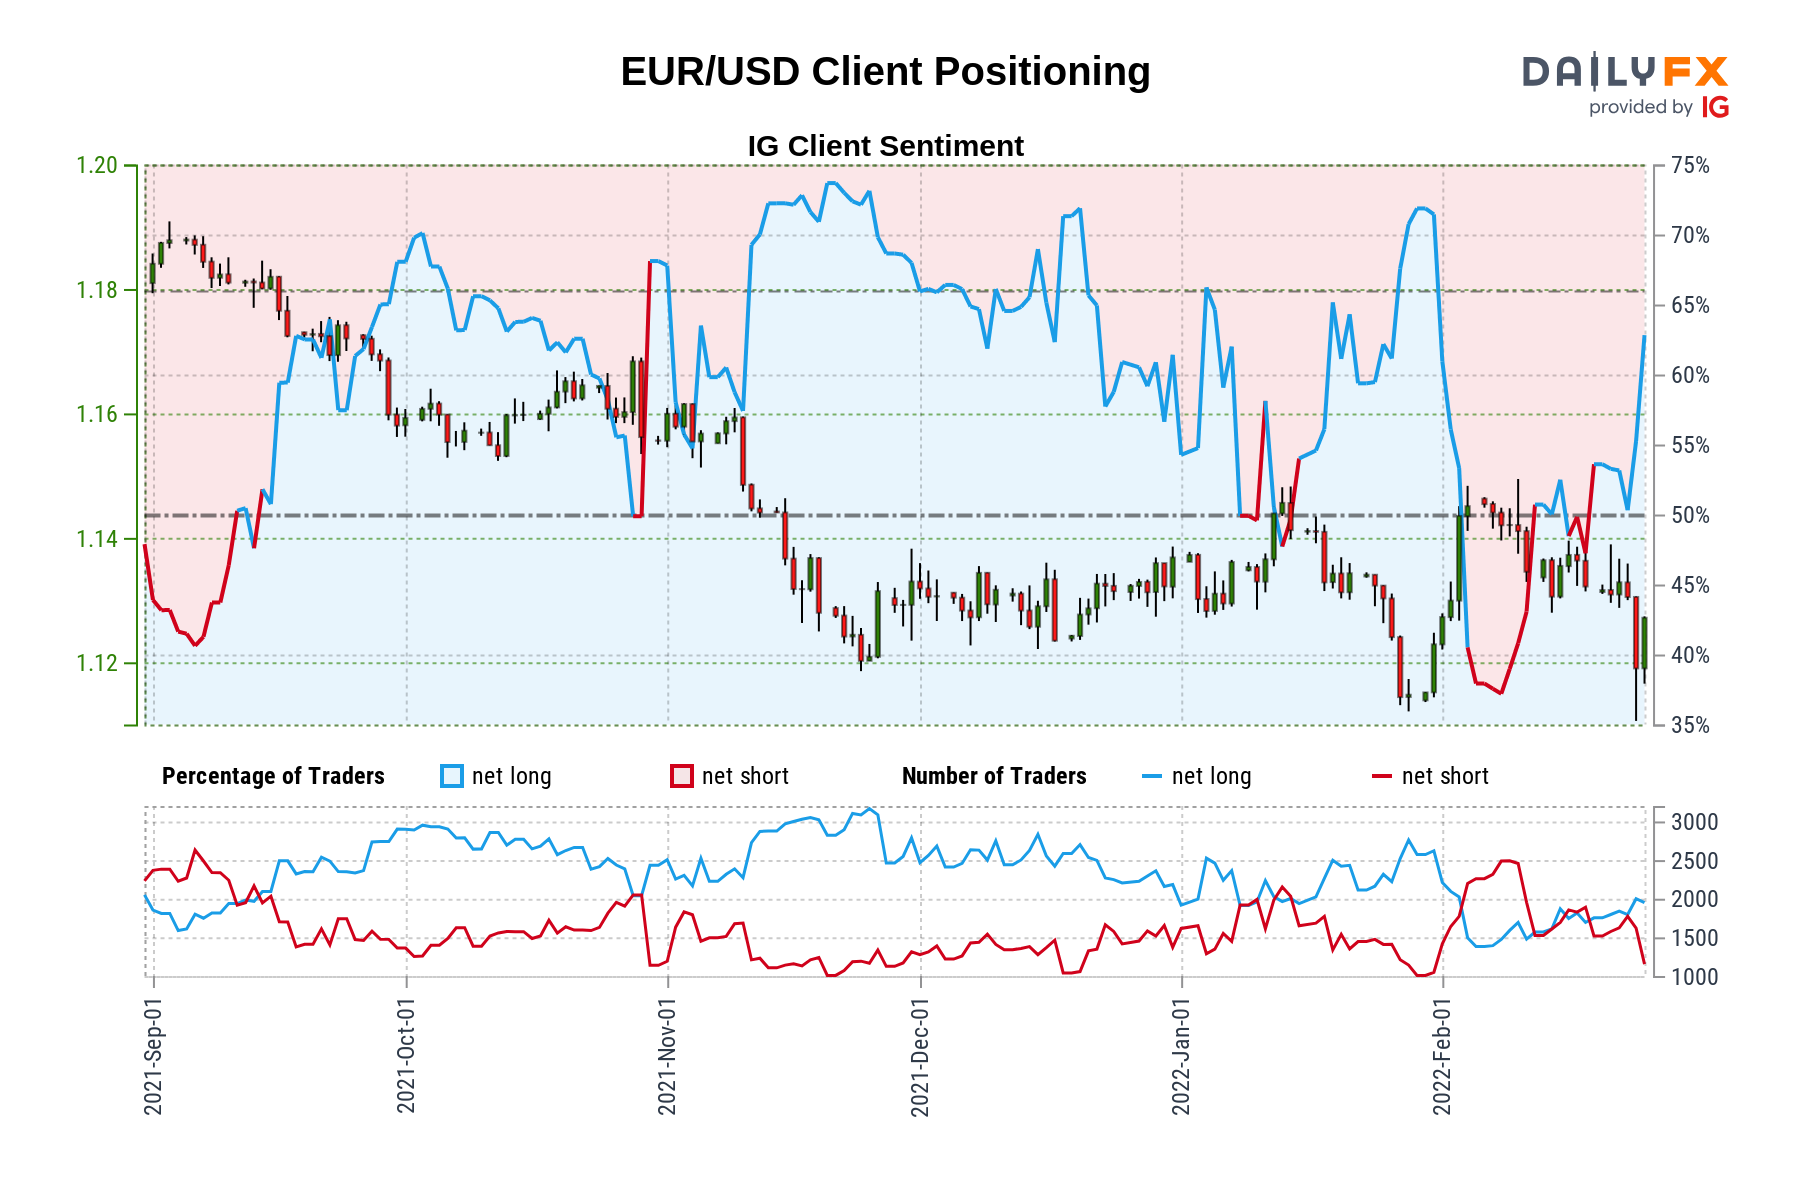 EUR/USD Client Positioning
DAILYFX
provided by IG
IG Client Sentiment
1.20
1.18
1.16
1.14
1.12
75%
70%
65%
60%
55%
50%
45%
40%
35%
Percentage of Traders net long net short Number of Traders net long net short
3000
2500
2000
1500
1000
2021-Sep-01
2021-Oct-01
2021-Nov-01
2021-Dec-01
2022-Jan-01
2022-Feb-01